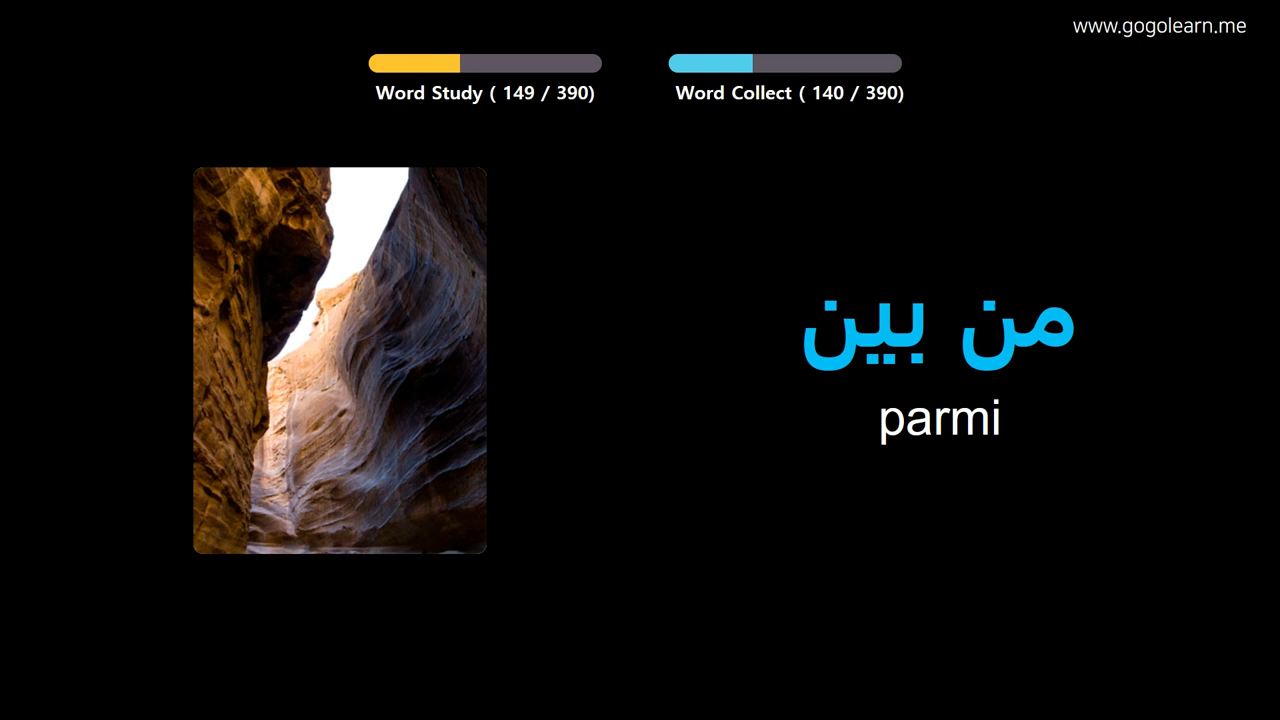 www.gogolearn.me
Word Study ( 149 / 390)
Word Collect ( 140 / 390)
من بين
parmi